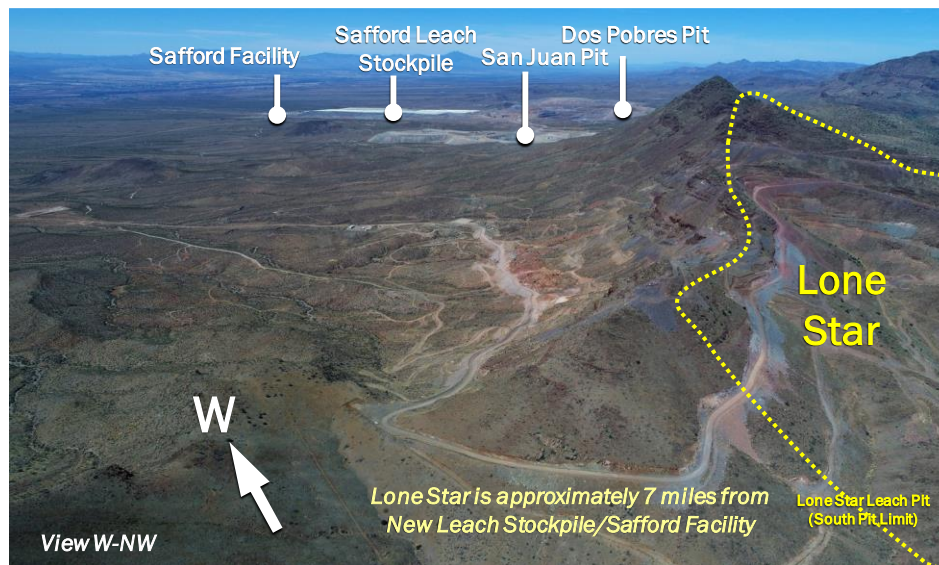 Safford Facility
Safford Leach
Stockpile
San Juan Pit
Dos Pobres Pit
Lone
Star
W
Lone Star is approximately 7 miles from
New Leach Stockpile/Safford Facility
Lone Star Leach Pit
(South Pit Limit)
View W-NW